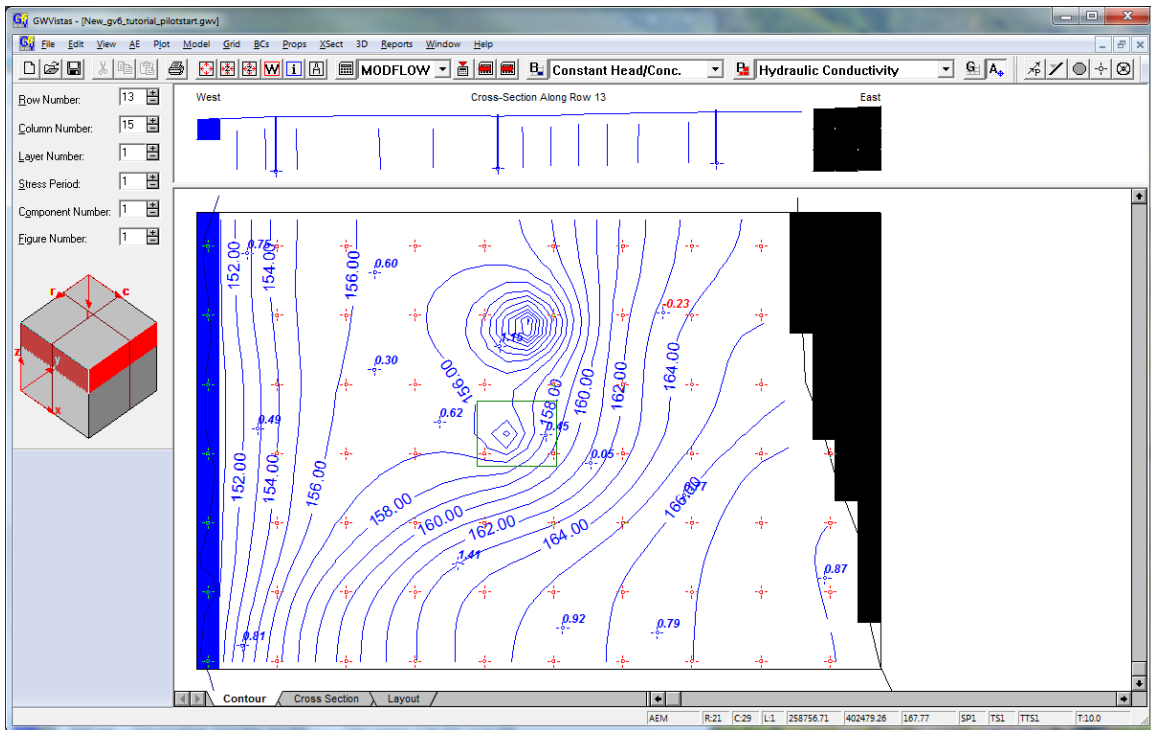 GWVistas - [New_gv6_tutorial_pilotstart.gwv]
File Edit View AE Plot Model Grid BCs Props XSect 3D Reports Window Help
MODFLOW Constant Head/Conc. Hydraulic Conductivity
Row Number: 13
Column Number: 15
Layer Number: 1
Stress Period: 1
Component Number: 1
Figure Number: 1
r c
z y
x
West Cross-Section Along Row 13 East
152.00 0.75 154.00 156.00 0.60
-0.23
1.15
0.30 156.00 164.00
158.00 160.00 162.00
0.49 0.62 0.45
0.05
152.00 154.00 156.00
158.00 160.00 162.00 164.00 166.00
1.41
0.87
0.92 0.79
0.81
Contour Cross Section Layout
AEM R:21 C:29 L:1 258756.71 402479.26 167.77 SP1 TS1 TTS1 T:10.0